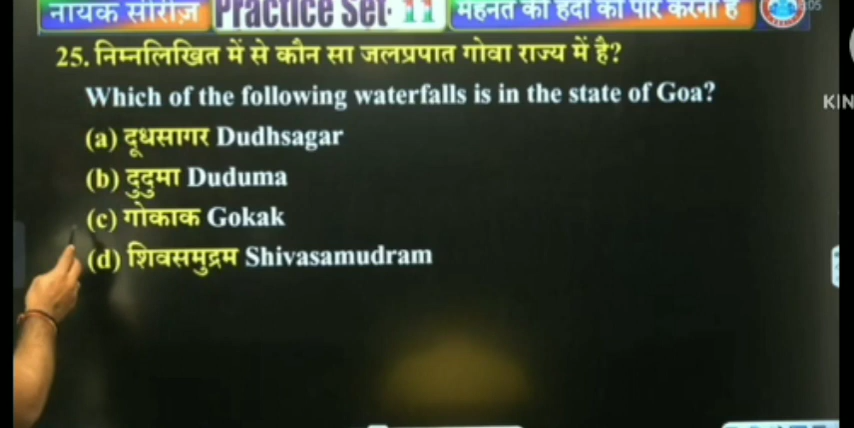 नायक सीरीज़ Practice Set- 11 मेहनत की हदों को पार करना है
25. निम्नलिखित में से कौन सा जलप्रपात गोवा राज्य में है?
Which of the following waterfalls is in the state of Goa?
KIN
(a) दूधसागर Dudhsagar
(b) दुदुमा Duduma
(c) गोकाक Gokak
(d) शिवसमुद्रम Shivasamudram